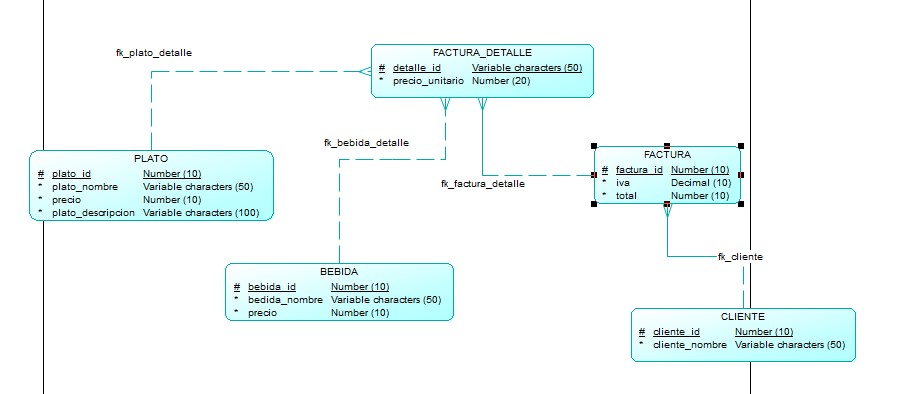 fk_plato_detalle
FACTURA_DETALLE
# detalle_id Variable characters (50)
* precio_unitario Number (20)
fk_bebida_detalle
fk_factura_detalle
PLATO
# plato_id Number (10)
* plato_nombre Variable characters (50)
* precio Number (10)
* plato_descripcion Variable characters (100)
FACTURA
# factura_id Number (10)
* iva Decimal (10)
* total Number (10)
fk_cliente
BEBIDA
# bebida_id Number (10)
* bedida_nombre Variable characters (50)
* precio Number (10)
CLIENTE
# cliente_id Number (10)
* cliente_nombre Variable characters (50)